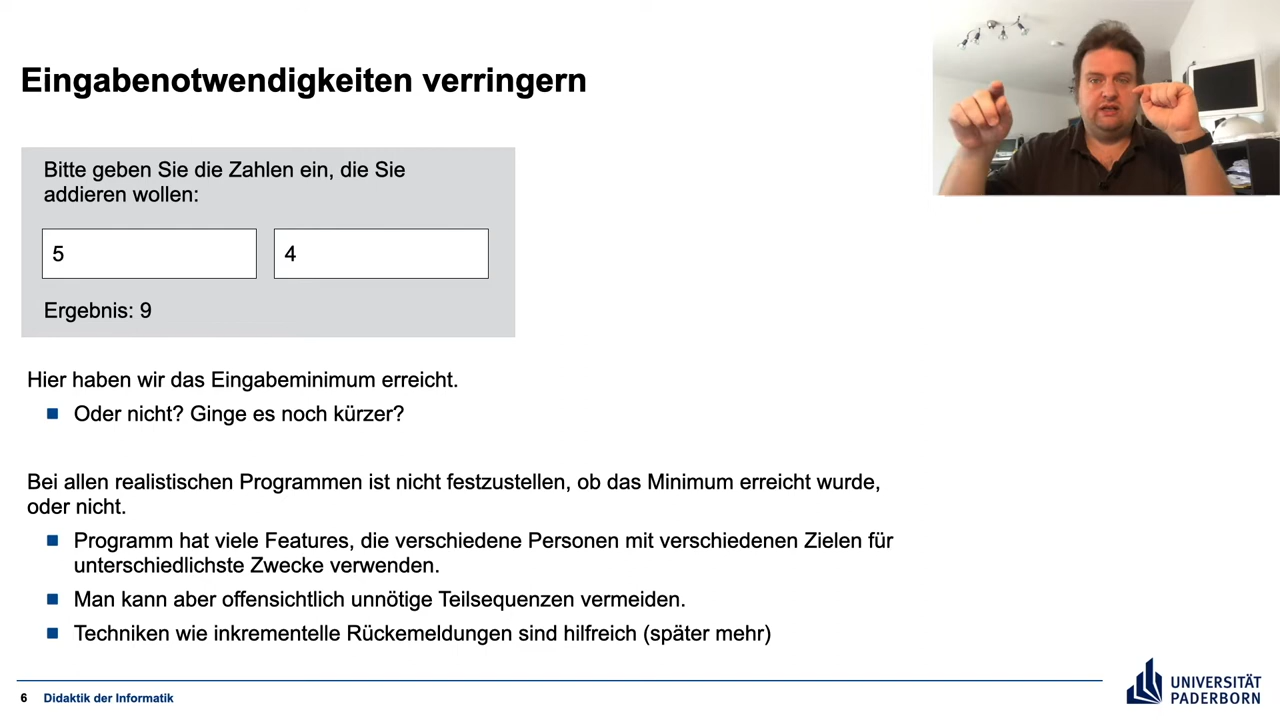 Eingabenotwendigkeiten verringern
Bitte geben Sie die Zahlen ein, die Sie
addieren wollen:
5 4
Ergebnis: 9
Hier haben wir das Eingabeminimum erreicht.
Oder nicht? Ginge es noch kürzer?
Bei allen realistischen Programmen ist nicht festzustellen, ob das Minimum erreicht wurde,
oder nicht.
Programm hat viele Features, die verschiedene Personen mit verschiedenen Zielen für
unterschiedlichste Zwecke verwenden.
Man kann aber offensichtlich unnötige Teilsequenzen vermeiden.
Techniken wie inkrementelle Rückemeldungen sind hilfreich (später mehr)
6 Didaktik der Informatik
UNIVERSITÄT
PADERBORN